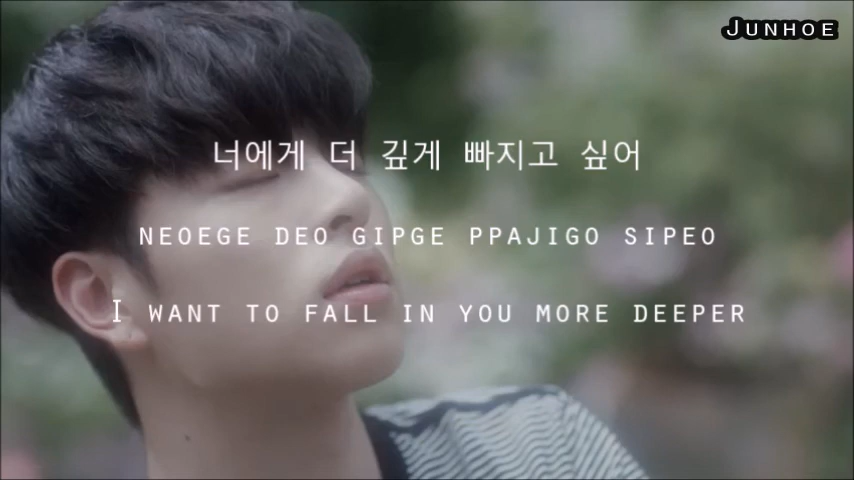 JUNHOE
너에게 더 깊게 빠지고 싶어
NEOEGE DEO GIPGE PPAJIGO SIPEO
I WANT TO FALL IN YOU MORE DEEPER